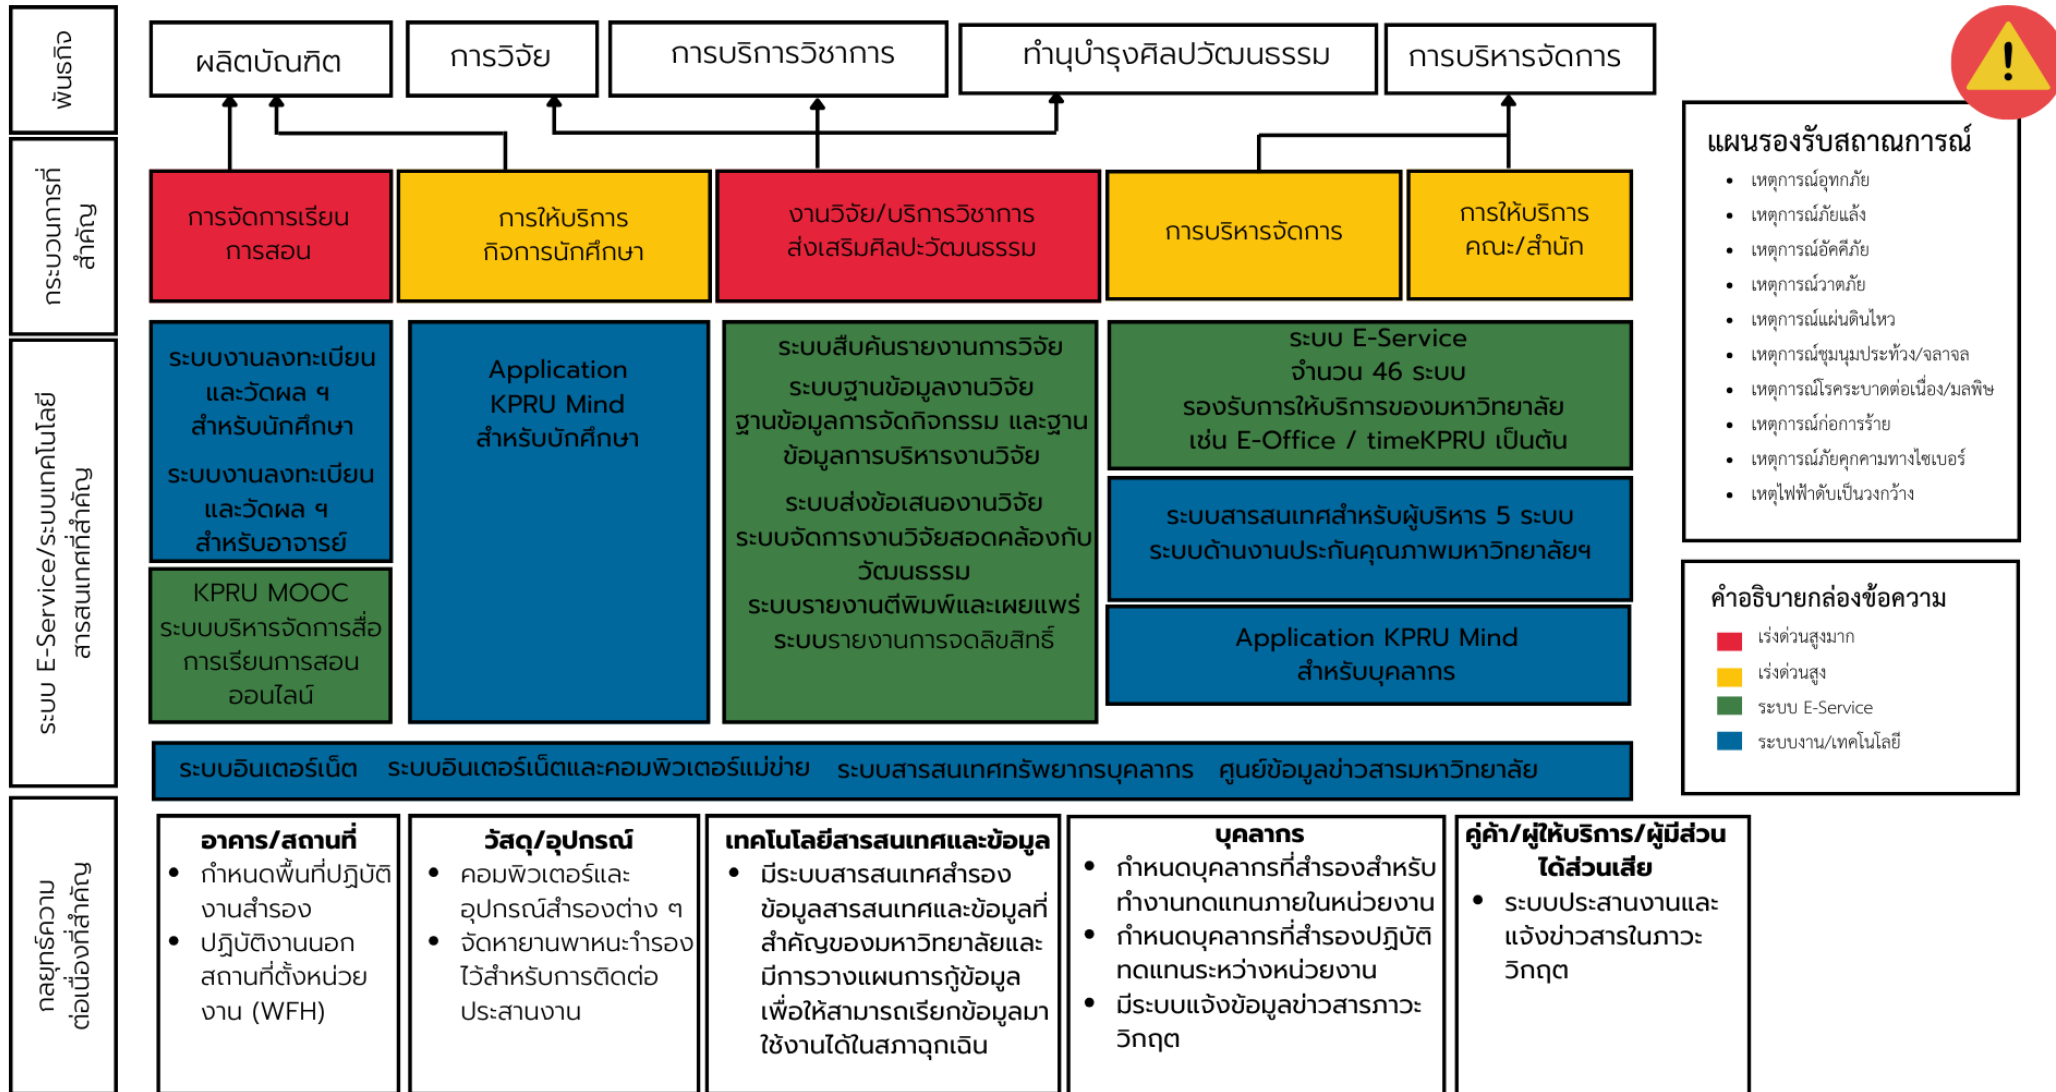 พันธกิจ
ผลิตบัณฑิต
การวิจัย
การบริการวิชาการ
ทำนุบำรุงศิลปวัฒนธรรม
การบริหารจัดการ
กระบวนการที่
สำคัญ
การจัดการเรียน
การสอน
การให้บริการ
กิจการนักศึกษา
งานวิจัย/บริการวิชาการ
ส่งเสริมศิลปะวัฒนธรรม
การบริหารจัดการ
การให้บริการ
คณะ/สำนัก
ระบบ E-Service/ระบบเทคโนโลยี
สารสนเทศที่สำคัญ
ระบบงานลงทะเบียน
และวัดผล ฯ
สำหรับนักศึกษา
ระบบงานลงทะเบียน
และวัดผล ฯ
สำหรับอาจารย์
KPRU MOOC
ระบบบริหารจัดการสื่อ
การเรียนการสอน
ออนไลน์
Application
KPRU Mind
สำหรับบักศึกษา
ระบบสืบค้นรายงานการวิจัย
ระบบฐานข้อมูลงานวิจัย
ฐานข้อมูลการจัดกิจกรรม และฐาน
ข้อมูลการบริหารงานวิจัย
ระบบส่งข้อเสนองานวิจัย
ระบบจัดการงานวิจัยสอดคล้องกับ
วัฒนธรรม
ระบบรายงานตีพิมพ์และเผยแพร่
ระบบรายงานการจดลิขสิทธิ์
ระบบ E-Service
จำนวน 46 ระบบ
รองรับการให้บริการของมหาวิทยาลัย
เช่น E-Office / timeKPRU เป็นต้น
ระบบสารสนเทศสำหรับผู้บริหาร 5 ระบบ
ระบบด้านงานประกันคุณภาพมหาวิทยาลัยฯ
Application KPRU Mind
สำหรับบุคลากร
ระบบอินเตอร์เน็ต
ระบบอินเตอร์เน็ตและคอมพิวเตอร์แม่ข่าย
ระบบสารสนเทศทรัพยากรบุคลากร
ศูนย์ข้อมูลข่าวสารมหาวิทยาลัย
กลยุทธ์ความ
ต่อเนื่องที่สำคัญ
อาคาร/สถานที่
• กำหนดพื้นที่ปฏิบัติ
งานสำรอง
• ปฏิบัติงานนอก
สถานที่ตั้งหน่วย
งาน (WFH)
วัสดุ/อุปกรณ์
• คอมพิวเตอร์และ
อุปกรณ์สำรองต่าง ๆ
• จัดหายานพาหนะาำรอง
ไว้สำหรับการติดต่อ
ประสานงาน
เทคโนโลยีสารสนเทศและข้อมูล
• มีระบบสารสนเทศสำรอง
ข้อมูลสารสนเทศและข้อมูลที่
สำคัญของมหาวิทยาลัยและ
มีการวางแผนการกู้ข้อมูล
เพื่อให้สามารถเรียกข้อมูลมา
ใช้งานได้ในสภาฉุกเฉิน
บุคลากร
• กำหนดบุคลากรที่สำรองสำหรับ
ทำงานทดแทนภายในหน่วยงาน
• กำหนดบุคลากรที่สำรองปฏิบัติ
ทดแทนระหว่างหน่วยงาน
• มีระบบแจ้งข้อมูลข่าวสารภาวะ
วิกฤต
คู่ค้า/ผู่ให้บริการ/ผู้มีส่วน
ได้ส่วนเสีย
• ระบบประสานงานและ
แจ้งข่าวสารในภาวะ
วิกฤต
แผนรองรับสถาณการณ์
• เหตุการณ์อุทกภัย
• เหตุการณ์ภัยแล้ง
• เหตุการณ์อัคคีภัย
• เหตุการณ์วาตภัย
• เหตุการณ์แผ่นดินไหว
• เหตุการณ์ชุมนุมประท้วง/จลาจล
• เหตุการณ์โรคระบาดต่อเนื่อง/มลพิษ
• เหตุการณ์ก่อการร้าย
• เหตุการณ์ภัยคุกคามทางไซเบอร์
• เหตุไฟฟ้าดับเป็นวงกว้าง
คำอธิบายกล่องข้อความ
เร่งด่วนสูงมาก
เร่งด่วนสูง
ระบบ E-Service
ระบบงาน/เทคโนโลยี